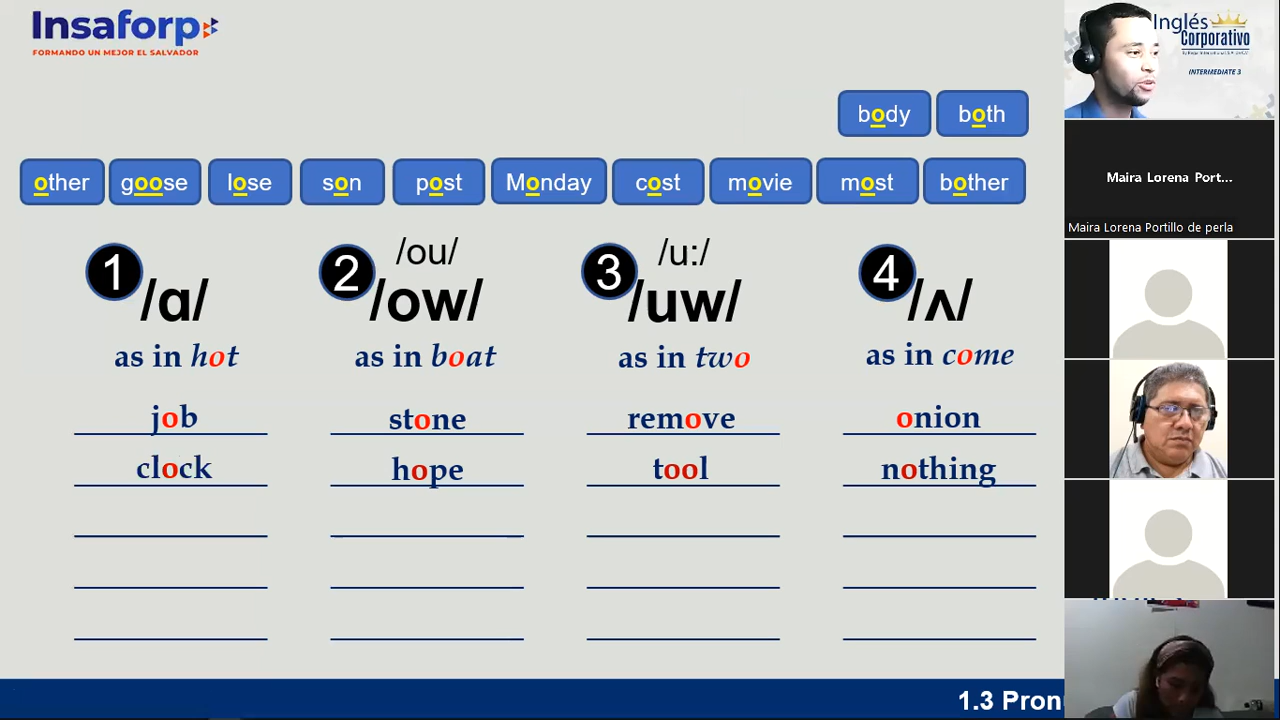 Insaforp
FORMANDO UN MEJOR EL SALVADOR
Inglés
Corporativo
INTERMEDIATE 3
body both
other goose lose son post Monday cost movie most bother
Maira Lorena Port...
Maira Lorena Portillo de perla
1 /ɑ/
as in hot
job
clock
2 /ou/
/ow/
as in boat
stone
hope
3 /u:/
/uw/
as in two
remove
tool
4 /ʌ/
as in come
onion
nothing
1.3 Pron